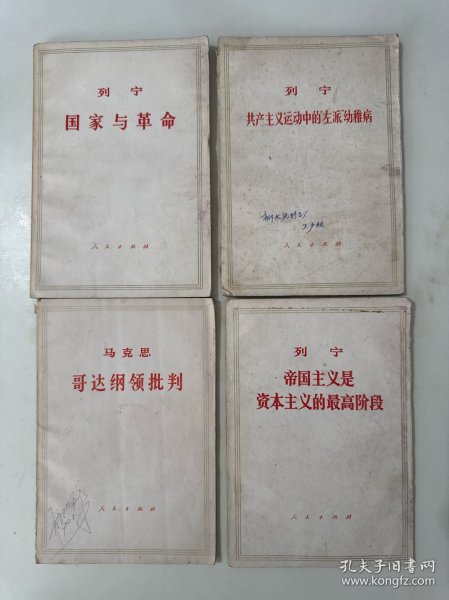 列宁
国家与革命
人民出版社
列宁
共产主义运动中的“左派”幼稚病
生产组
人民出版社
马克思
哥达纲领批判
人民出版社
列宁
帝国主义是
资本主义的最高阶段
人民出版社
孔夫子旧书网
www.kongfz.com